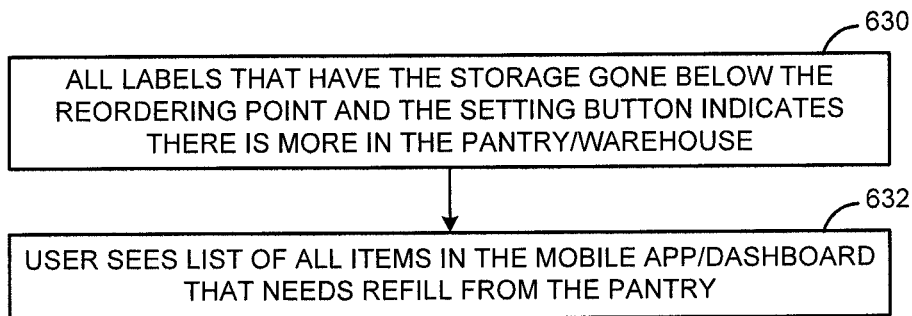 630
ALL LABELS THAT HAVE THE STORAGE GONE BELOW THE
REORDERING POINT AND THE SETTING BUTTON INDICATES
THERE IS MORE IN THE PANTRY/WAREHOUSE
632
USER SEES LIST OF ALL ITEMS IN THE MOBILE APP/DASHBOARD
THAT NEEDS REFILL FROM THE PANTRY